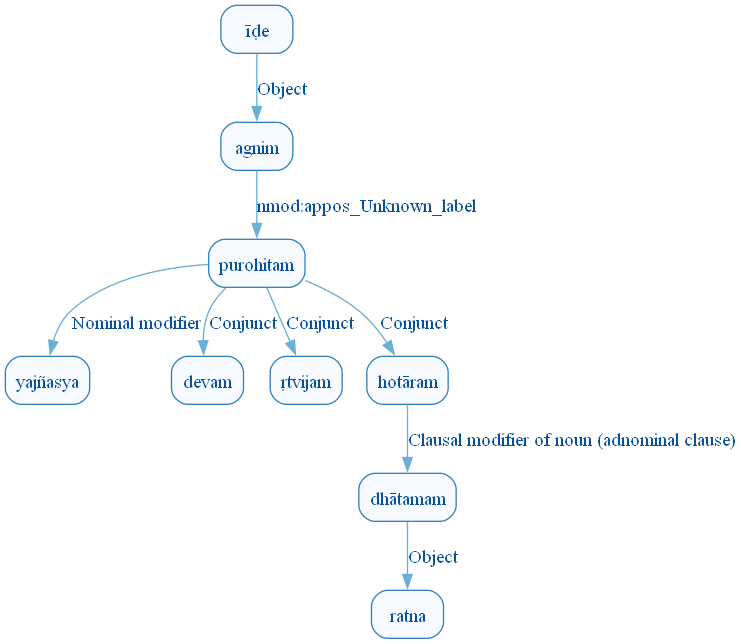 īḍe
Object
agnim
nmod:appos_Unknown_label
purohitam
Nominal modifier Conjunct Conjunct Conjunct
yajñasya devam ṛtvijam hotāram
Clausal modifier of noun (adnominal clause)
dhātamam
Object
ratna